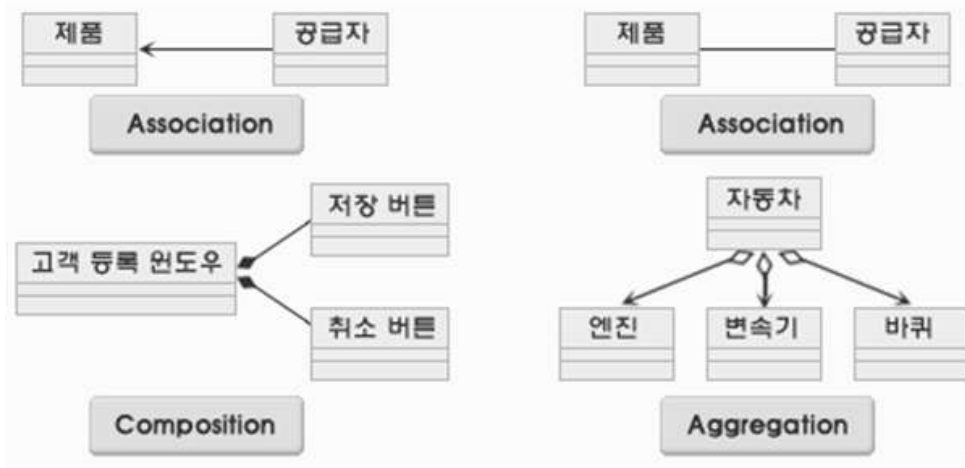 제품
공급자
제품
공급자
Association
Association
저장 버튼
자동차
고객 등록 윈도우
취소 버튼
엔진
변속기
바퀴
Composition
Aggregation